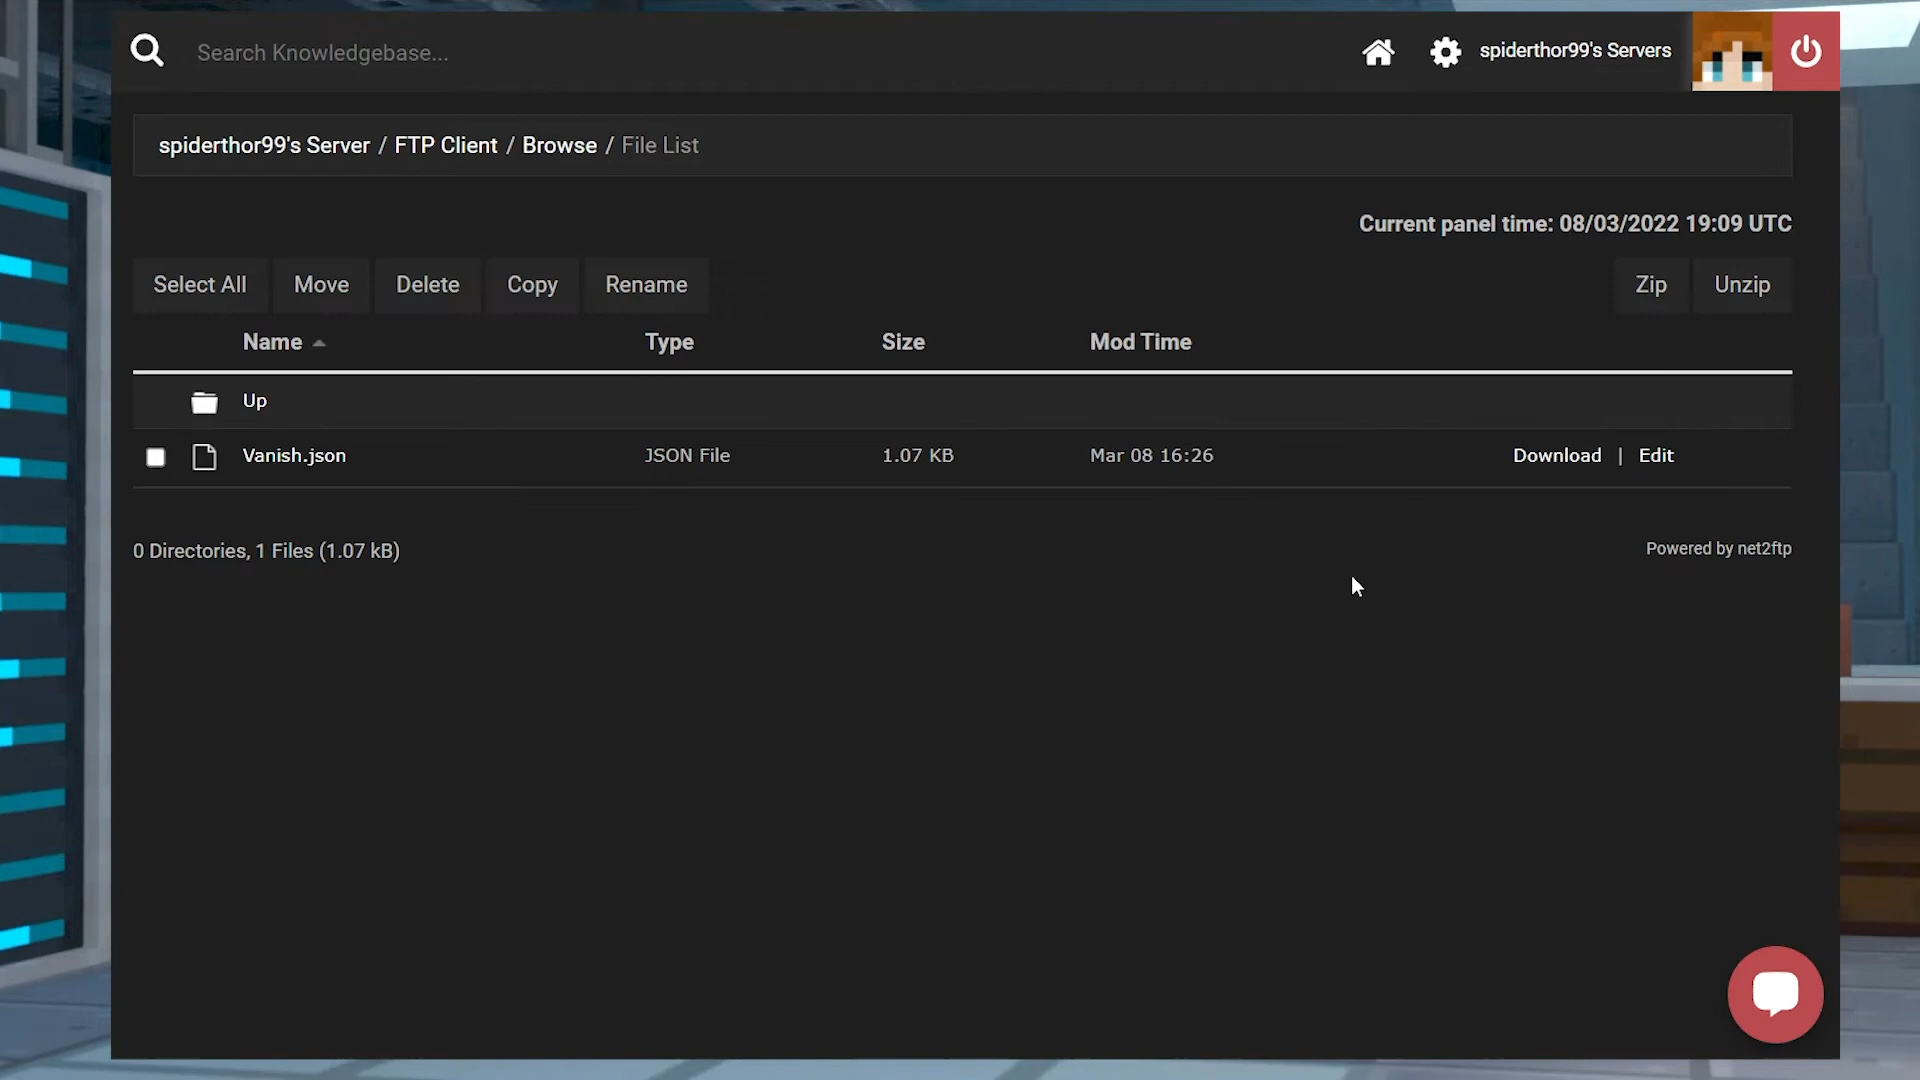 Search Knowledgebase...
spiderthor99's Servers
spiderthor99's Server / FTP Client / Browse / File List
Current panel time: 08/03/2022 19:09 UTC
Select All Move Delete Copy Rename Zip Unzip
Name Type Size Mod Time
Up
Vanish.json JSON File 1.07 KB Mar 08 16:26 Download | Edit
0 Directories, 1 Files (1.07 kB)
Powered by net2ftp